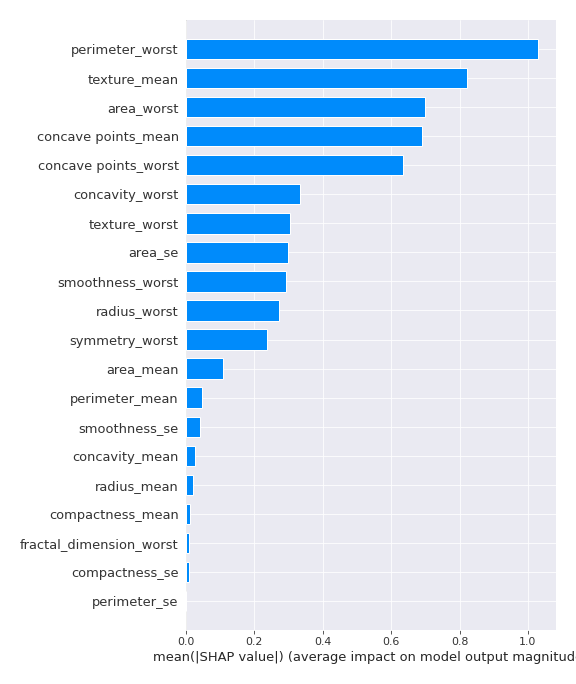 perimeter_worst
texture_mean
area_worst
concave points_mean
concave points_worst
concavity_worst
texture_worst
area_se
smoothness_worst
radius_worst
symmetry_worst
area_mean
perimeter_mean
smoothness_se
concavity_mean
radius_mean
compactness_mean
fractal_dimension_worst
compactness_se
perimeter_se
0.0 0.2 0.4 0.6 0.8 1.0
mean(|SHAP value|) (average impact on model output magnitude